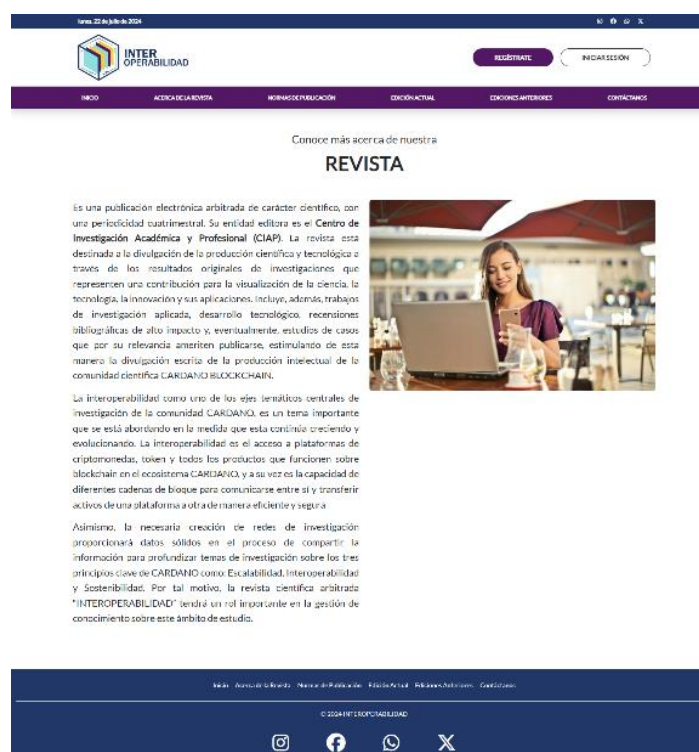 lunes, 22 de julio de 2024
INTER
OPERABILIDAD
REGÍSTRATE
INICIAR SESIÓN
INICIO
ACERCA DE LA REVISTA
NORMAS DE PUBLICACIÓN
EDICIÓN ACTUAL
EDICIONES ANTERIORES
CONTÁCTANOS
Conoce más acerca de nuestra
REVISTA
Es una publicación electrónica arbitrada de carácter científico, con
una periodicidad cuatrimestral. Su entidad editora es el Centro de
Investigación Académica y Profesional (CIAP). La revista está
destinada a la divulgación de la producción científica y tecnológica a
través de los resultados originales de investigaciones que
representen una contribución para la visualización de la ciencia, la
tecnología, la innovación y sus aplicaciones. Incluye, además, trabajos
de investigación aplicada, desarrollo tecnológico, recensiones
bibliográficas de alto impacto y, eventualmente, estudios de casos
que por su relevancia ameriten publicarse, estimulando de esta
manera la divulgación escrita de la producción intelectual de la
comunidad científica CARDANO BLOCKCHAIN.
La interoperabilidad como uno de los ejes temáticos centrales de
investigación de la comunidad CARDANO, es un tema importante
que se está abordando en la medida que esta continúa creciendo y
evolucionando. La interoperabilidad es el acceso a plataformas de
criptomonedas, token y todos los productos que funcionen sobre
blockchain en el ecosistema CARDANO, y a su vez es la capacidad de
diferentes cadenas de bloque para comunicarse entre sí y transferir
activos de una plataforma a otra de manera eficiente y segura
Asimismo, la necesaria creación de redes de investigación
proporcionará datos sólidos en el proceso de compartir la
información para profundizar temas de investigación sobre los tres
principios clave de CARDANO como: Escalabilidad, Interoperabilidad
y Sostenibilidad. Por tal motivo, la revista científica arbitrada
"INTEROPERABILIDAD" tendrá un rol importante en la gestión de
conocimiento sobre este ámbito de estudio.
Inicio Acerca de la Revista Normas de Publicación Edición Actual Ediciones Anteriores Contáctanos
© 2024 INTEROPERABILIDAD